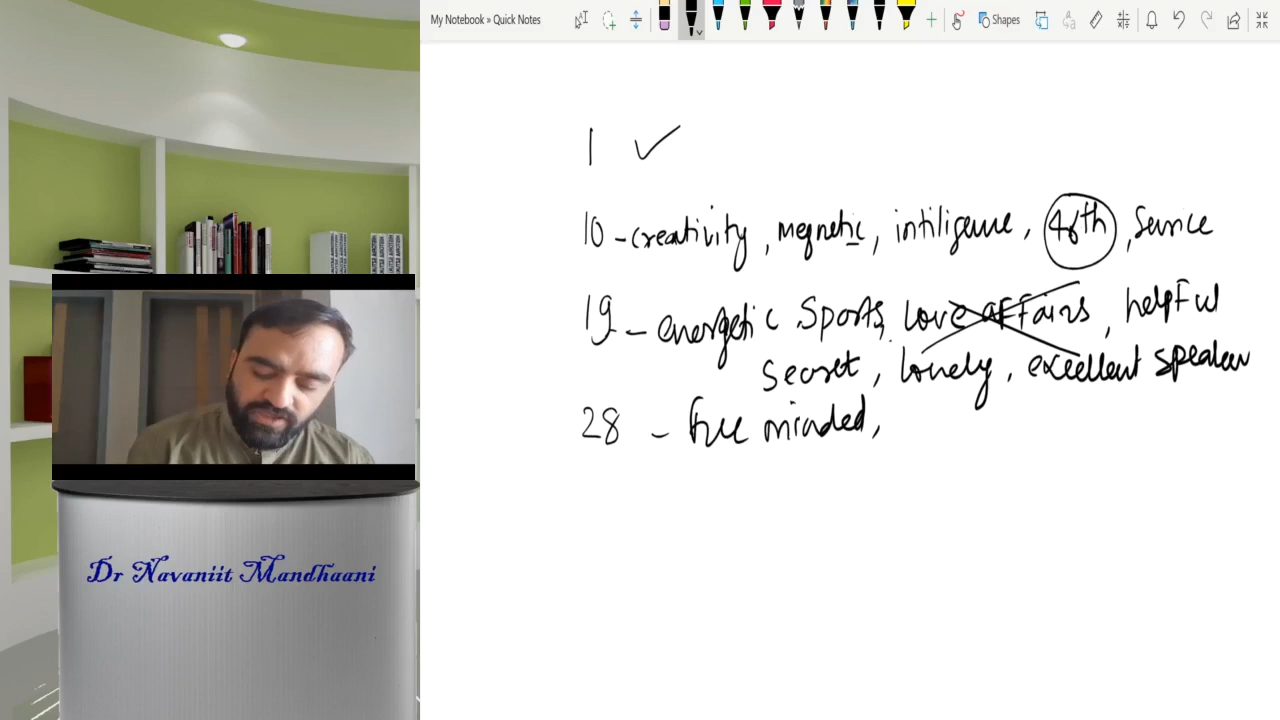 My Notebook » Quick Notes
Shapes
1 ✓
10 - creativity, megnetic, intiligence, 46th, Service
19 - energetic Sports, love affairs, helpful
Secret, lonely, excellent speaker
28 - free minded,
Dr Navaniit Mandhaani